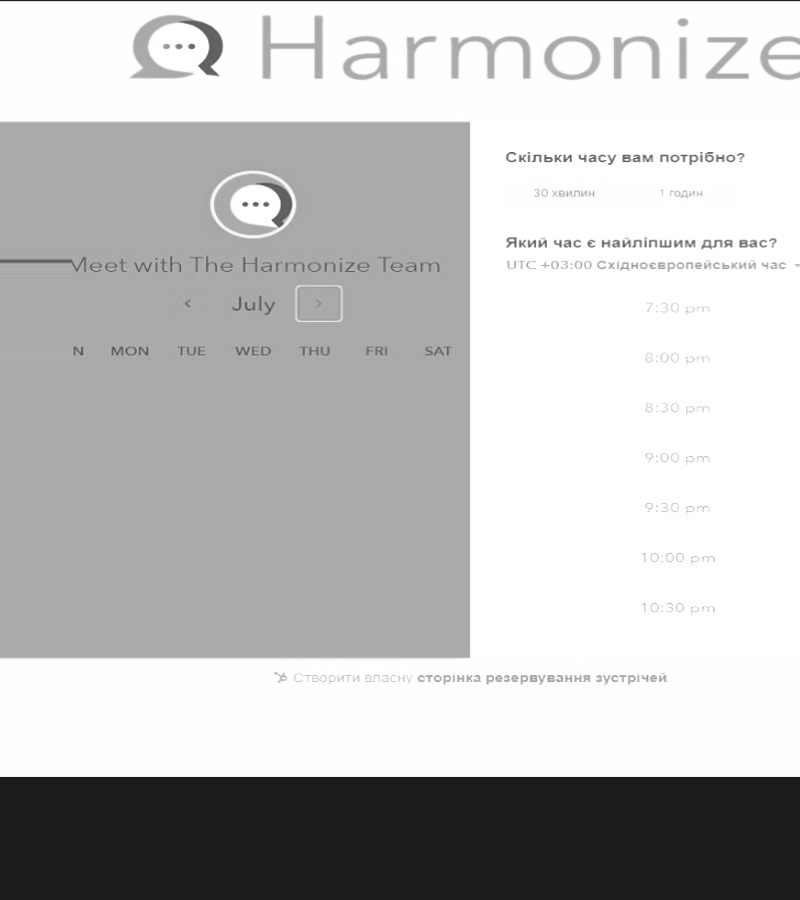 Harmonize
Meet with The Harmonize Team
< July >
N MON TUE WED THU FRI SAT
Скільки часу вам потрібно?
30 хвилин 1 годин
Який час є найліпшим для вас?
UTC +03:00 Східноєвропейський час
7:30 pm
8:00 pm
8:30 pm
9:00 pm
9:30 pm
10:00 pm
10:30 pm
Створити власну сторінка резервування зустрічей